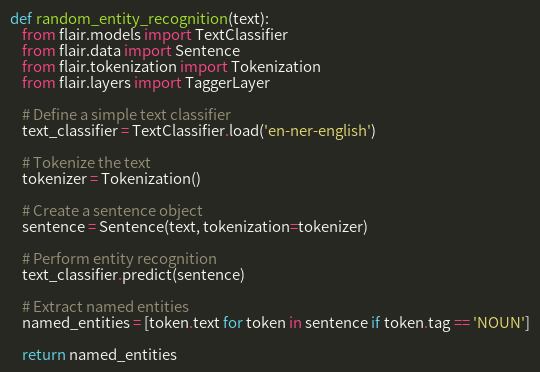 def random_entity_recognition(text):
from flair.models import TextClassifier
from flair.data import Sentence
from flair.tokenization import Tokenization
from flair.layers import TaggerLayer
# Define a simple text classifier
text_classifier = TextClassifier.load('en-ner-english')
# Tokenize the text
tokenizer = Tokenization()
# Create a sentence object
sentence = Sentence(text, tokenization=tokenizer)
# Perform entity recognition
text_classifier.predict(sentence)
# Extract named entities
named_entities = [token.text for token in sentence if token.tag == 'NOUN']
return named_entities